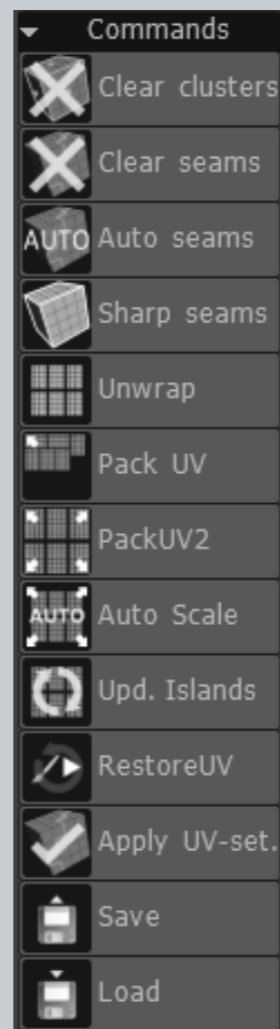 Commands
Clear clusters
Clear seams
AUTO Auto seams
Sharp seams
Unwrap
Pack UV
PackUV2
AUTO Auto Scale
Upd. Islands
RestoreUV
Apply UV-set.
Save
Load